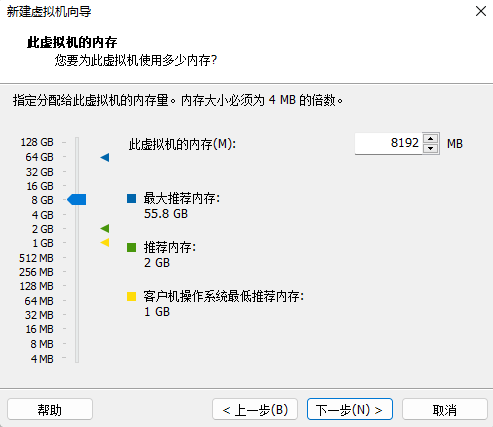 新建虚拟机向导
此虚拟机的内存
您要为此虚拟机使用多少内存?
指定分配给此虚拟机的内存量。内存大小必须为 4 MB 的倍数。
此虚拟机的内存(M):
8192
MB
128 GB
64 GB
32 GB
16 GB
8 GB
4 GB
2 GB
1 GB
512 MB
256 MB
128 MB
64 MB
32 MB
16 MB
8 MB
4 MB
最大推荐内存:
55.8 GB
推荐内存:
2 GB
客户机操作系统最低推荐内存:
1 GB
帮助
< 上一步(B)
下一步(N) >
取消